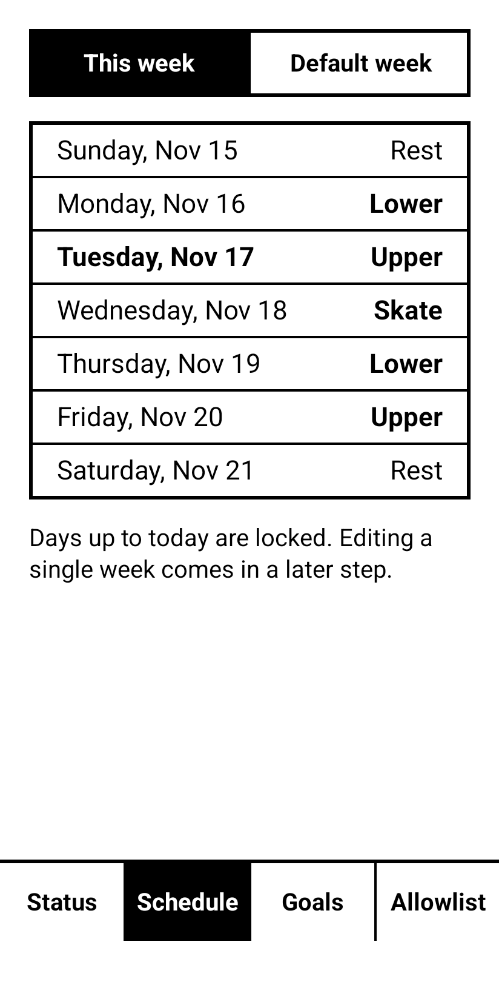 This week Default week
Sunday, Nov 15 Rest
Monday, Nov 16 Lower
Tuesday, Nov 17 Upper
Wednesday, Nov 18 Skate
Thursday, Nov 19 Lower
Friday, Nov 20 Upper
Saturday, Nov 21 Rest
Days up to today are locked. Editing a
single week comes in a later step.
Status Schedule Goals Allowlist